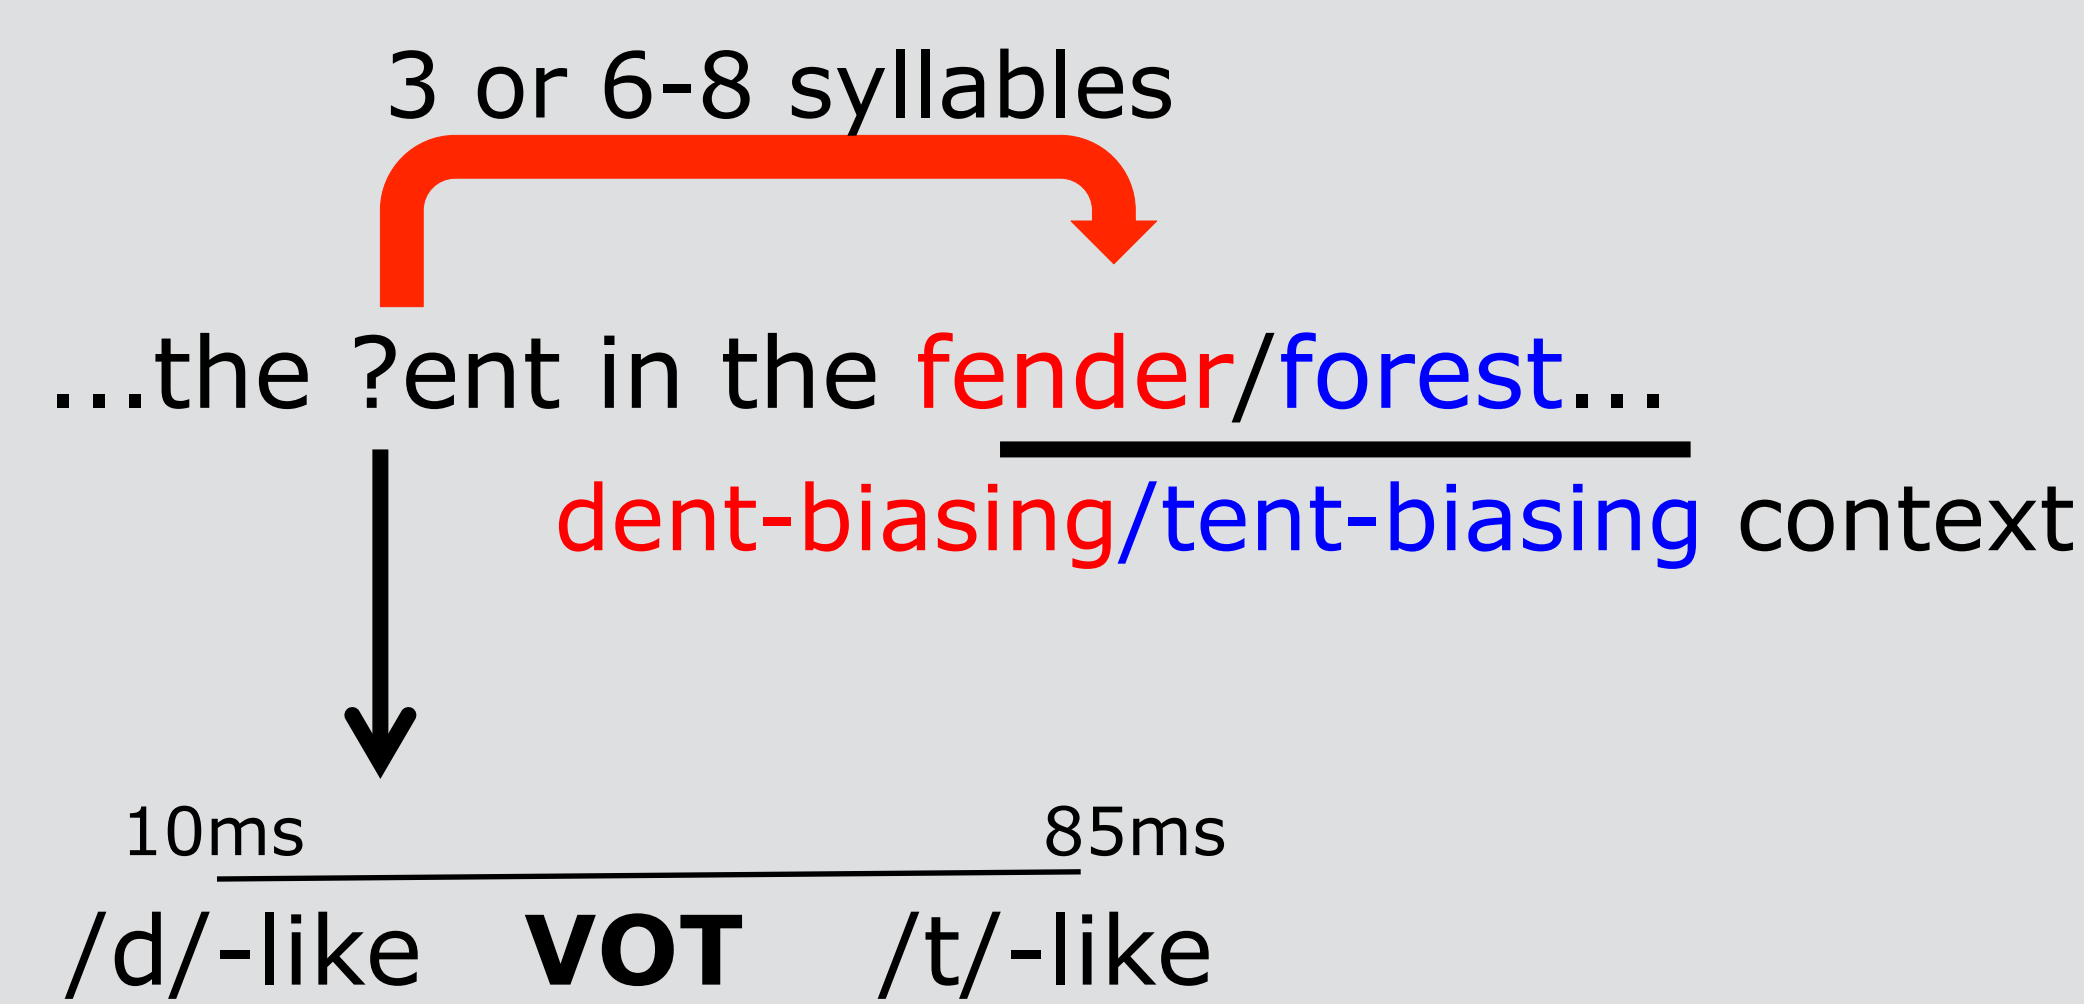 3 or 6-8 syllables
...the ?ent in the fender/forest...
dent-biasing/tent-biasing context
10ms 85ms
/d/-like VOT /t/-like